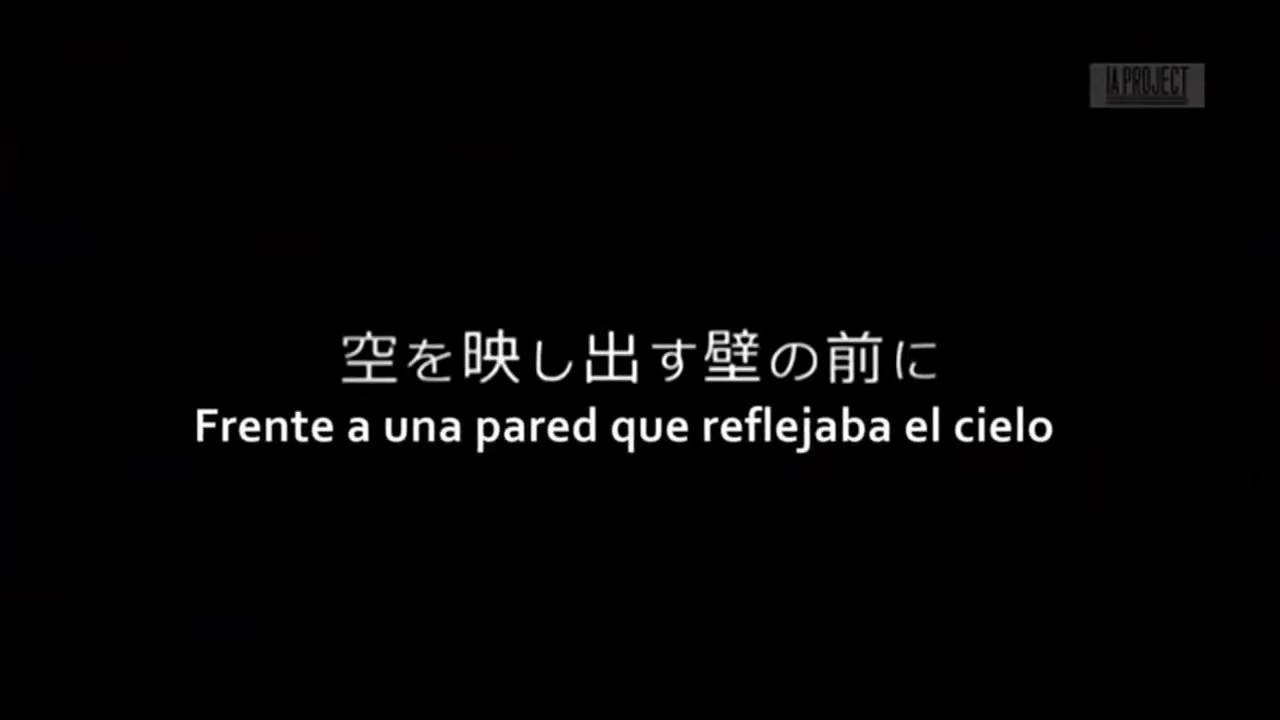 IA PROJECT
空を映し出す壁の前に
Frente a una pared que reflejaba el cielo